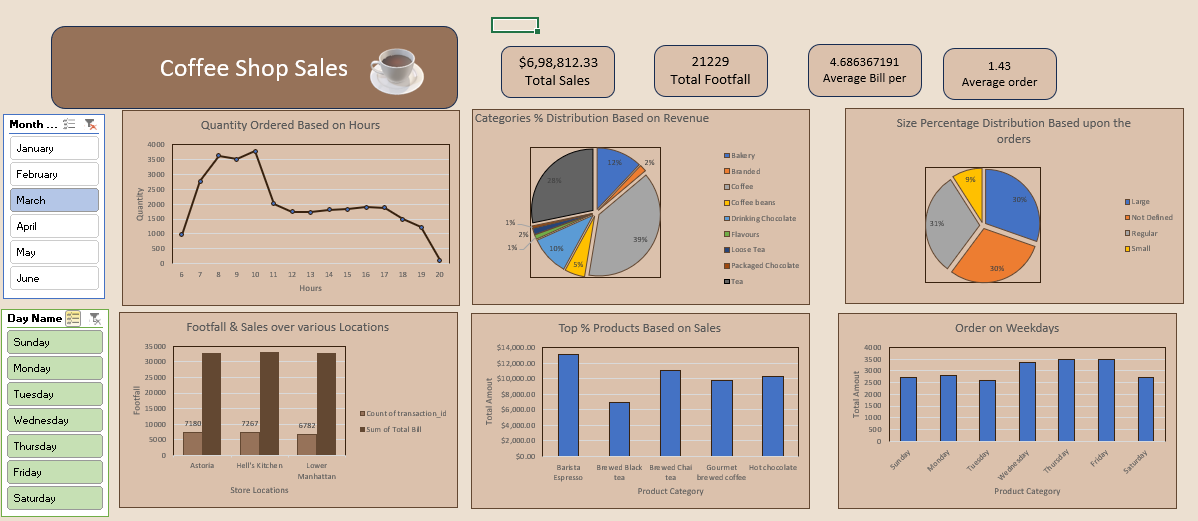 Coffee Shop Sales
$6,98,812.33
Total Sales
21229
Total Footfall
4.686367191
Average Bill per
1.43
Average order
Month ...
January
February
March
April
May
June
Day Name
Sunday
Monday
Tuesday
Wednesday
Thursday
Friday
Saturday
Quantity Ordered Based on Hours
Quantity
4000
3500
3000
2500
2000
1500
1000
500
0
6 7 8 9 10 11 12 13 14 15 16 17 18 19 20
Hours
Categories % Distribution Based on Revenue
12%
2%
39%
5%
10%
1%
2%
1%
28%
Bakery
Branded
Coffee
Coffee beans
Drinking Chocolate
Flavours
Loose Tea
Packaged Chocolate
Tea
Size Percentage Distribution Based upon the
orders
30%
30%
31%
9%
Large
Not Defined
Regular
Small
Footfall & Sales over various Locations
Footfall
35000
30000
25000
20000
15000
10000
5000
0
7180 7267 6782
Astoria Hell's Kitchen Lower
Manhattan
Store Locations
Count of transaction_id
Sum of Total Bill
Top % Products Based on Sales
Total Amout
$14,000.00
$12,000.00
$10,000.00
$8,000.00
$6,000.00
$4,000.00
$2,000.00
$0.00
Barista Brewed Black Brewed Chai Gourmet Hot chocolate
Espresso tea tea brewed coffee
Product Category
Order on Weekdays
Total Amount
4000
3500
3000
2500
2000
1500
1000
500
0
Sunday Monday Tuesday Wednesday Thursday Friday Saturday
Product Category